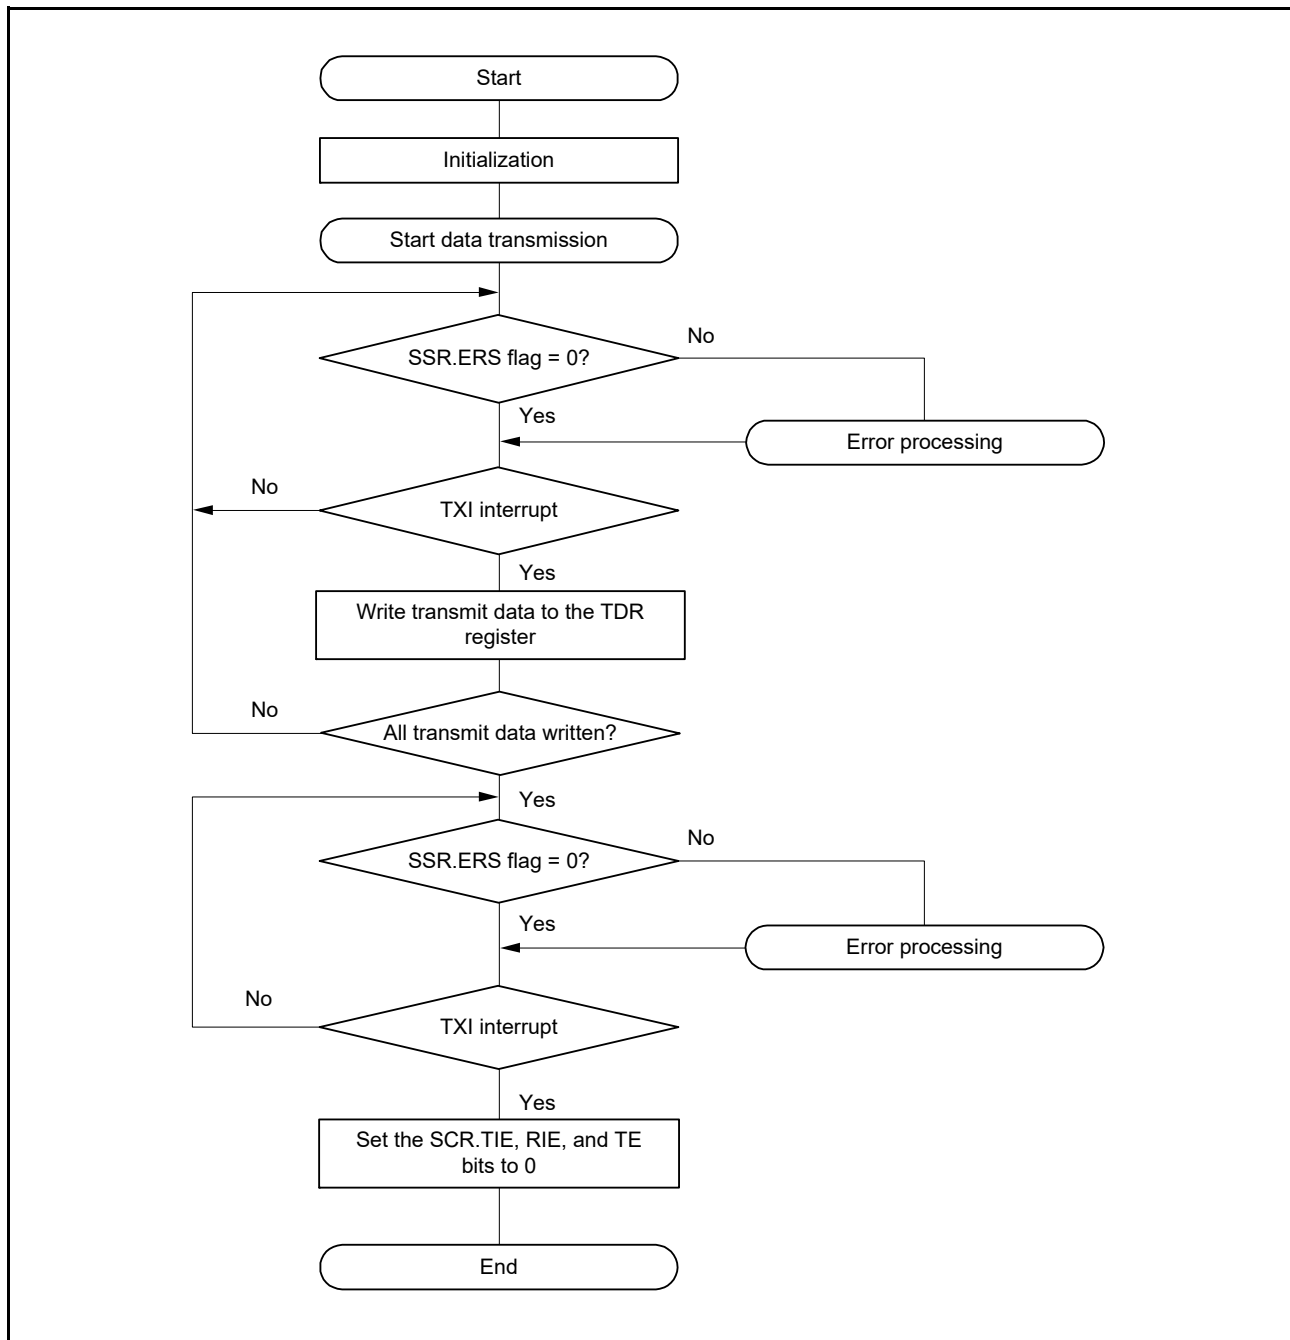 Start
Initialization
Start data transmission
SSR.ERS flag = 0?
No
Yes
Error processing
No
TXI interrupt
Yes
Write transmit data to the TDR
register
No
All transmit data written?
Yes
SSR.ERS flag = 0?
No
Yes
Error processing
No
TXI interrupt
Yes
Set the SCR.TIE, RIE, and TE
bits to 0
End